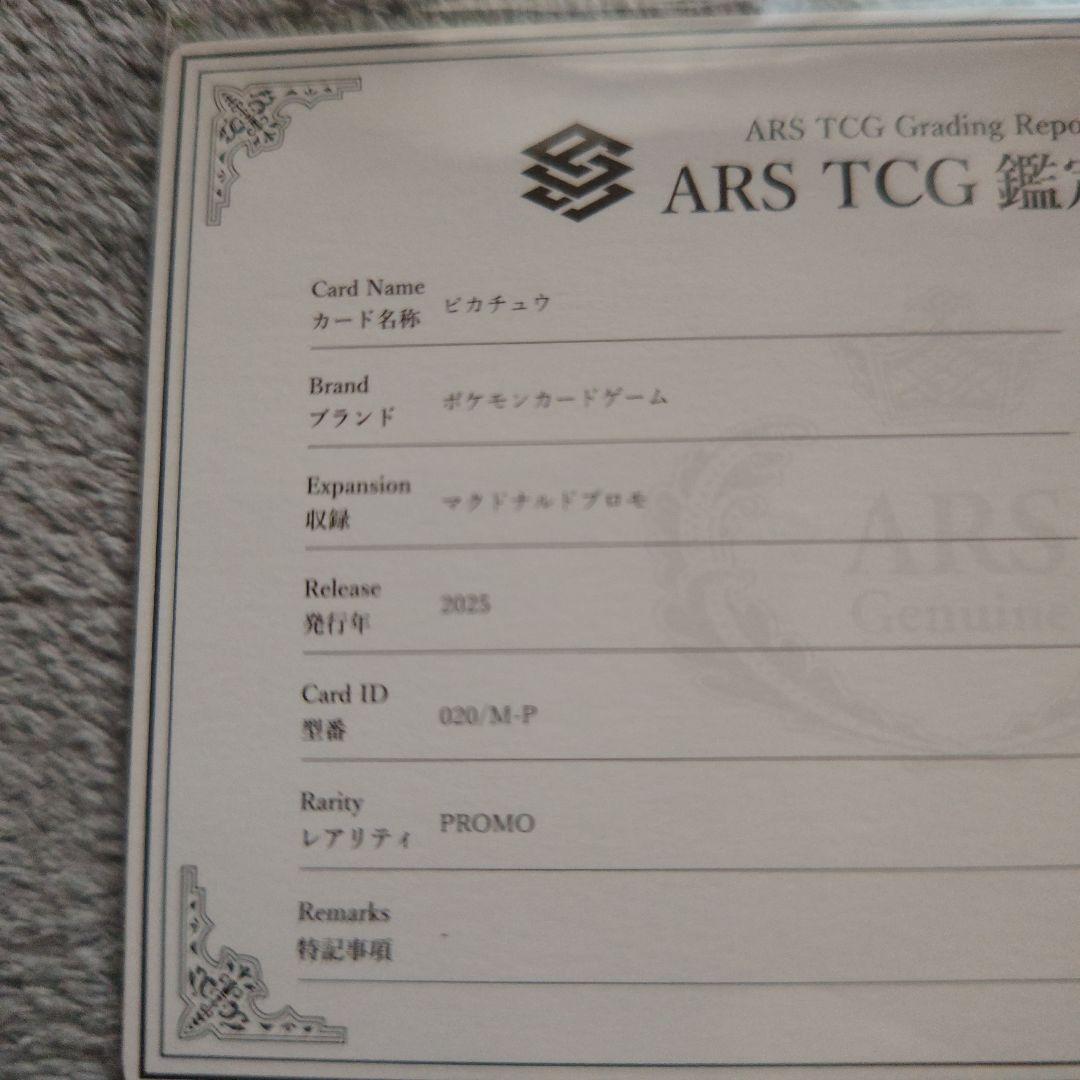 ARS TCG Grading Repo
ARS TCG 鑑定
Card Name
カード名称 ピカチュウ
Brand
ブランド ポケモンカードゲーム
Expansion
収録 マクドナルドプロモ
Release
発行年 2025
Card ID
型番 020/M-P
Rarity
レアリティ PROMO
Remarks
特記事項 -
ARS
Genuine